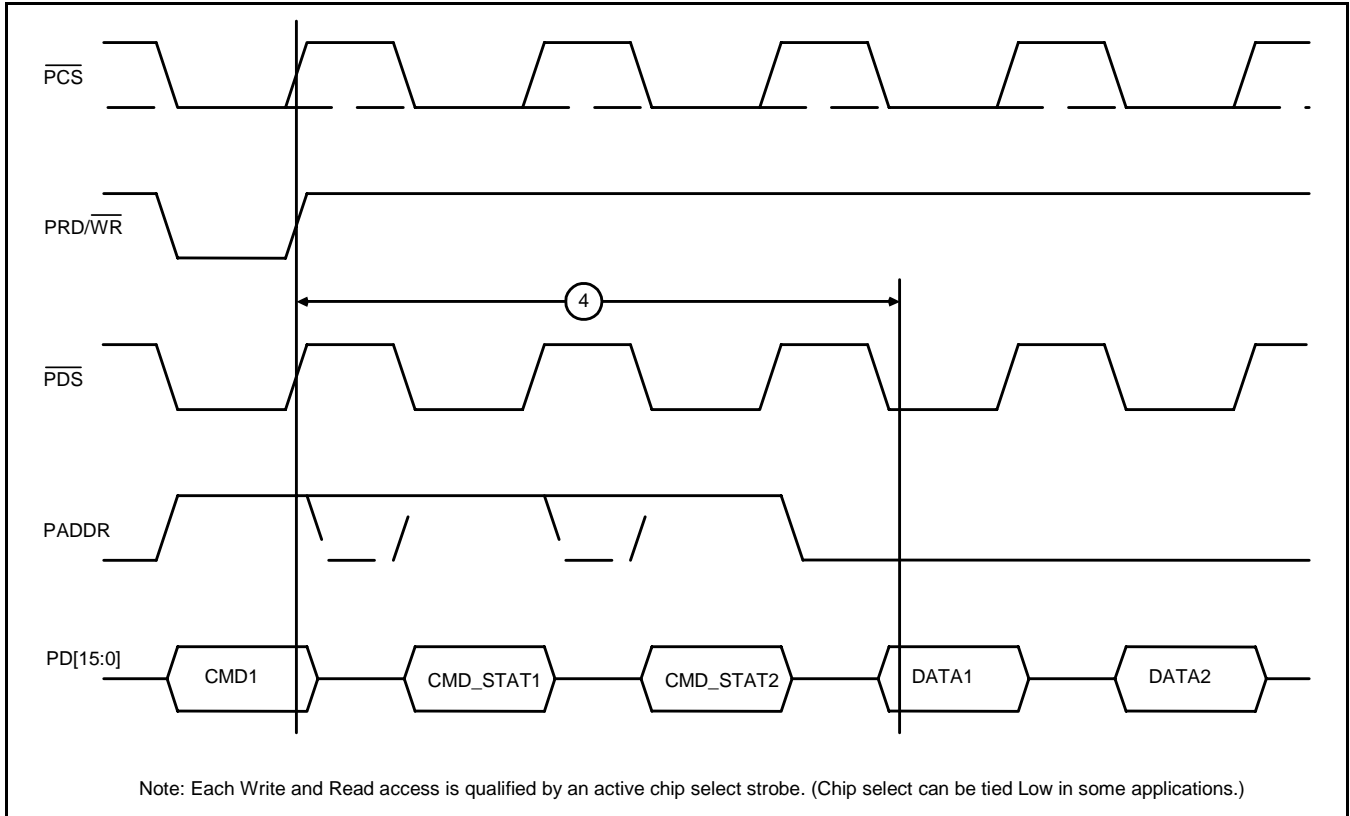 PCS
PRD/WR
4
PDS
PADDR
PD[15:0]
CMD1
CMD_STAT1
CMD_STAT2
DATA1
DATA2
Note: Each Write and Read access is qualified by an active chip select strobe. (Chip select can be tied Low in some applications.)